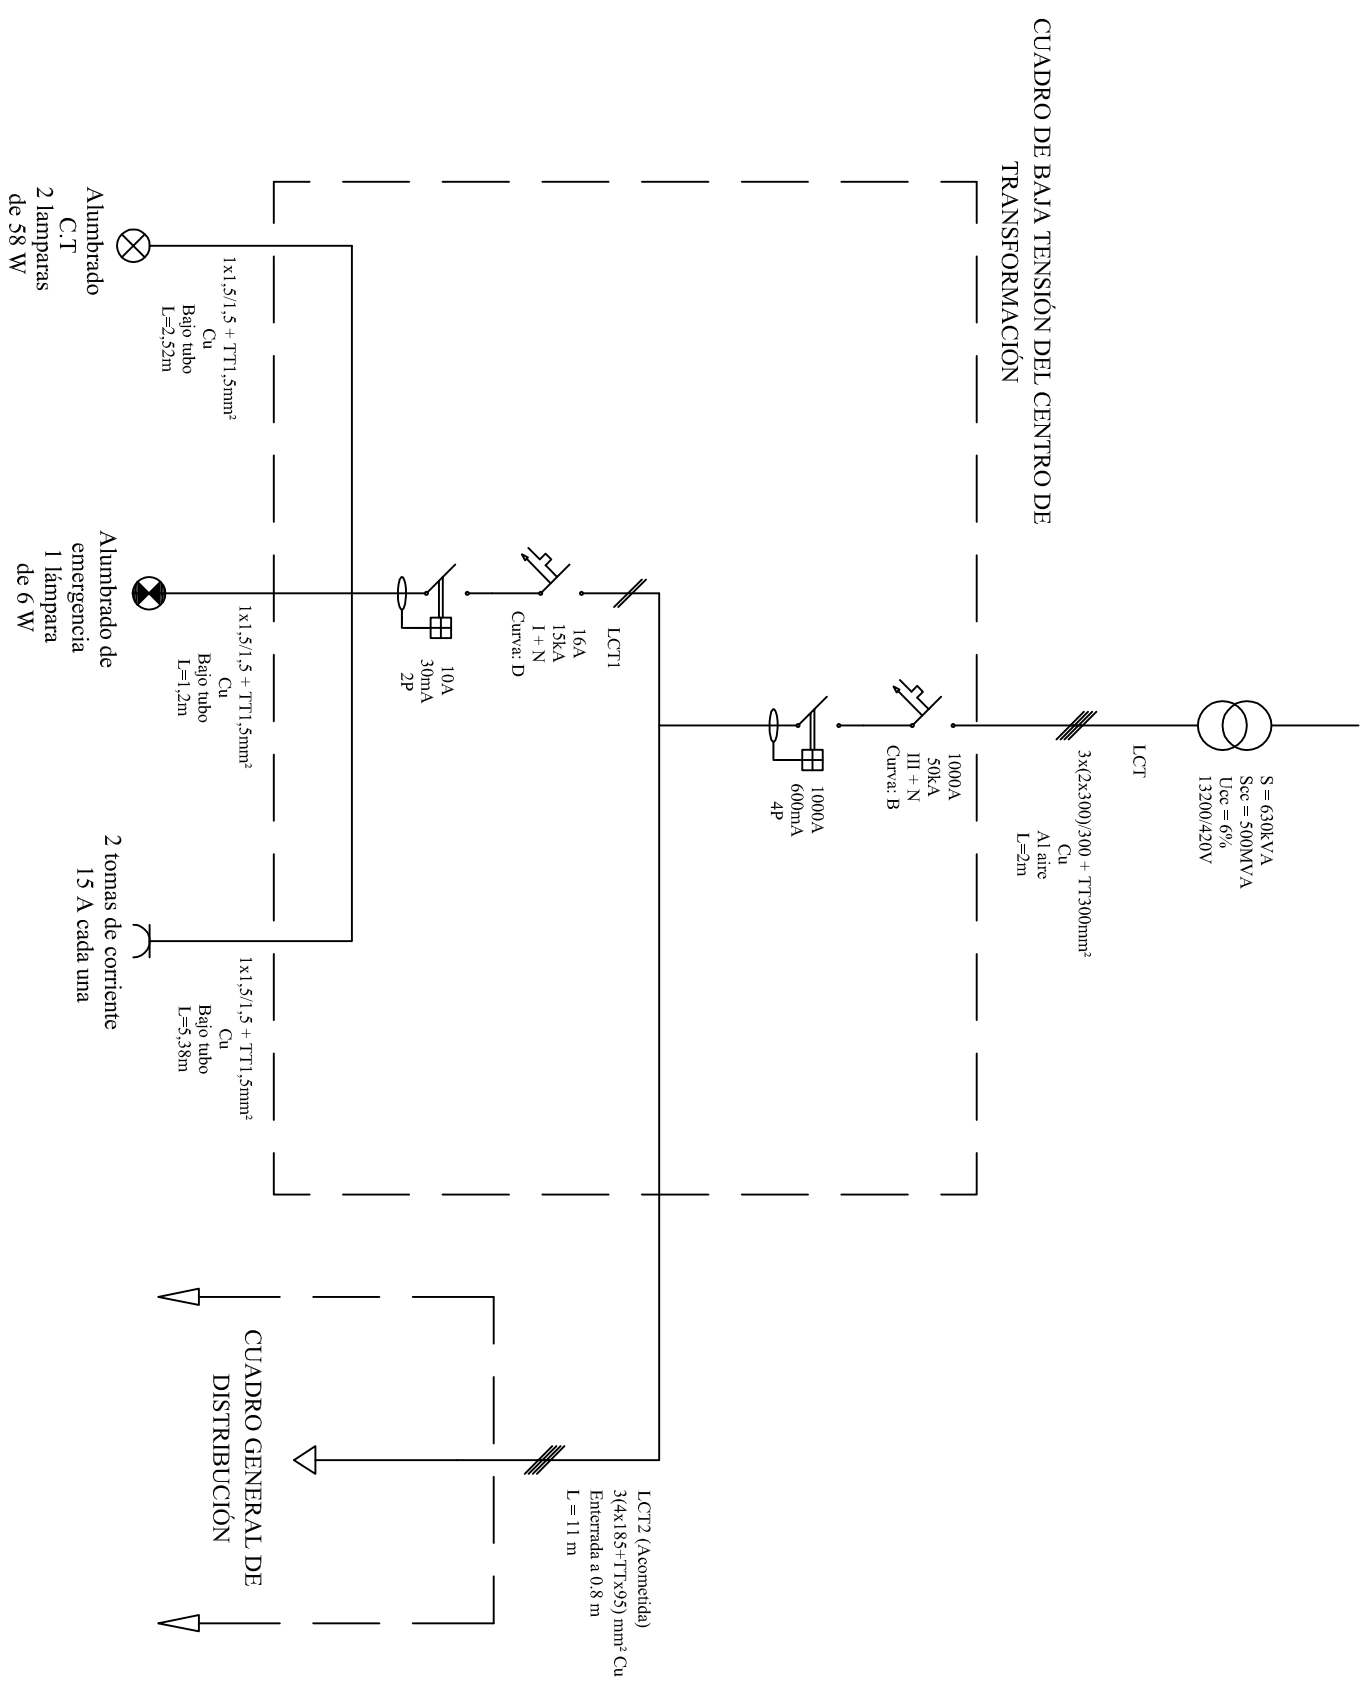 CUADRO DE BAJA TENSIÓN DEL CENTRO DE
TRANSFORMACIÓN
S = 630kVA
Scc = 500MVA
Ucc = 6%
13200/420V
LCT
3x(2x300)/300 + TT300mm²
Cu
Al aire
L=2m
1000A
50kA
III + N
Curva: B
1000A
600mA
4P
LCT1
16A
15kA
I + N
Curva: D
10A
30mA
2P
1x1,5/1,5 + TT1,5mm²
Cu
Bajo tubo
L=2,52m
Alumbrado
C.T
2 lamparas
de 58 W
1x1,5/1,5 + TT1,5mm²
Cu
Bajo tubo
L=1,2m
Alumbrado de
emergencia
1 lámpara
de 6 W
1x1,5/1,5 + TT1,5mm²
Cu
Bajo tubo
L=5,38m
2 tomas de corriente
15 A cada una
LCT2 (Acometida)
3(4x185+TTx95) mm² Cu
Enterrada a 0.8 m
L = 11 m
CUADRO GENERAL DE
DISTRIBUCIÓN